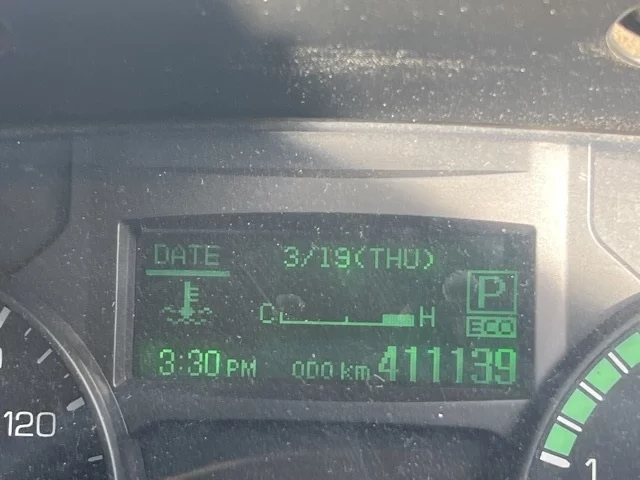 DATE 3/19(THU)
C H P
ECO
3:30 PM ODO km 411139
120
1